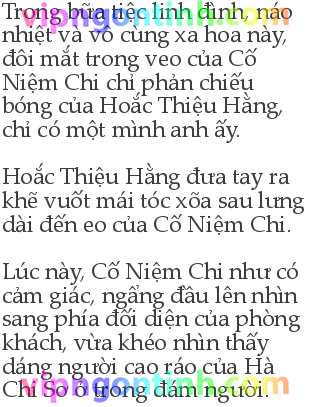 Trong bữa tiệc linh đình, náo
nhiệt và vô cùng xa hoa này,
đôi mắt trong veo của Cố
Niệm Chi chỉ phản chiếu
bóng của Hoắc Thiệu Hằng,
chỉ có một mình anh ấy.
Hoắc Thiệu Hằng đưa tay ra
khẽ vuốt mái tóc xõa sau lưng
dài đến eo của Cố Niệm Chi.
Lúc này, Cố Niệm Chi như có
cảm giác, ngẩng đầu lên nhìn
sang phía đối diện của phòng
khách, vừa khéo nhìn thấy
dáng người cao ráo của Hà
Chi Sơ ở trong đám người.
vipngontinh.com
vipngontinh.com